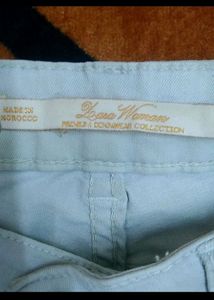 MADE IN
MOROCCO
Zara Woman
PREMIUM DENIMWEAR COLLECTION